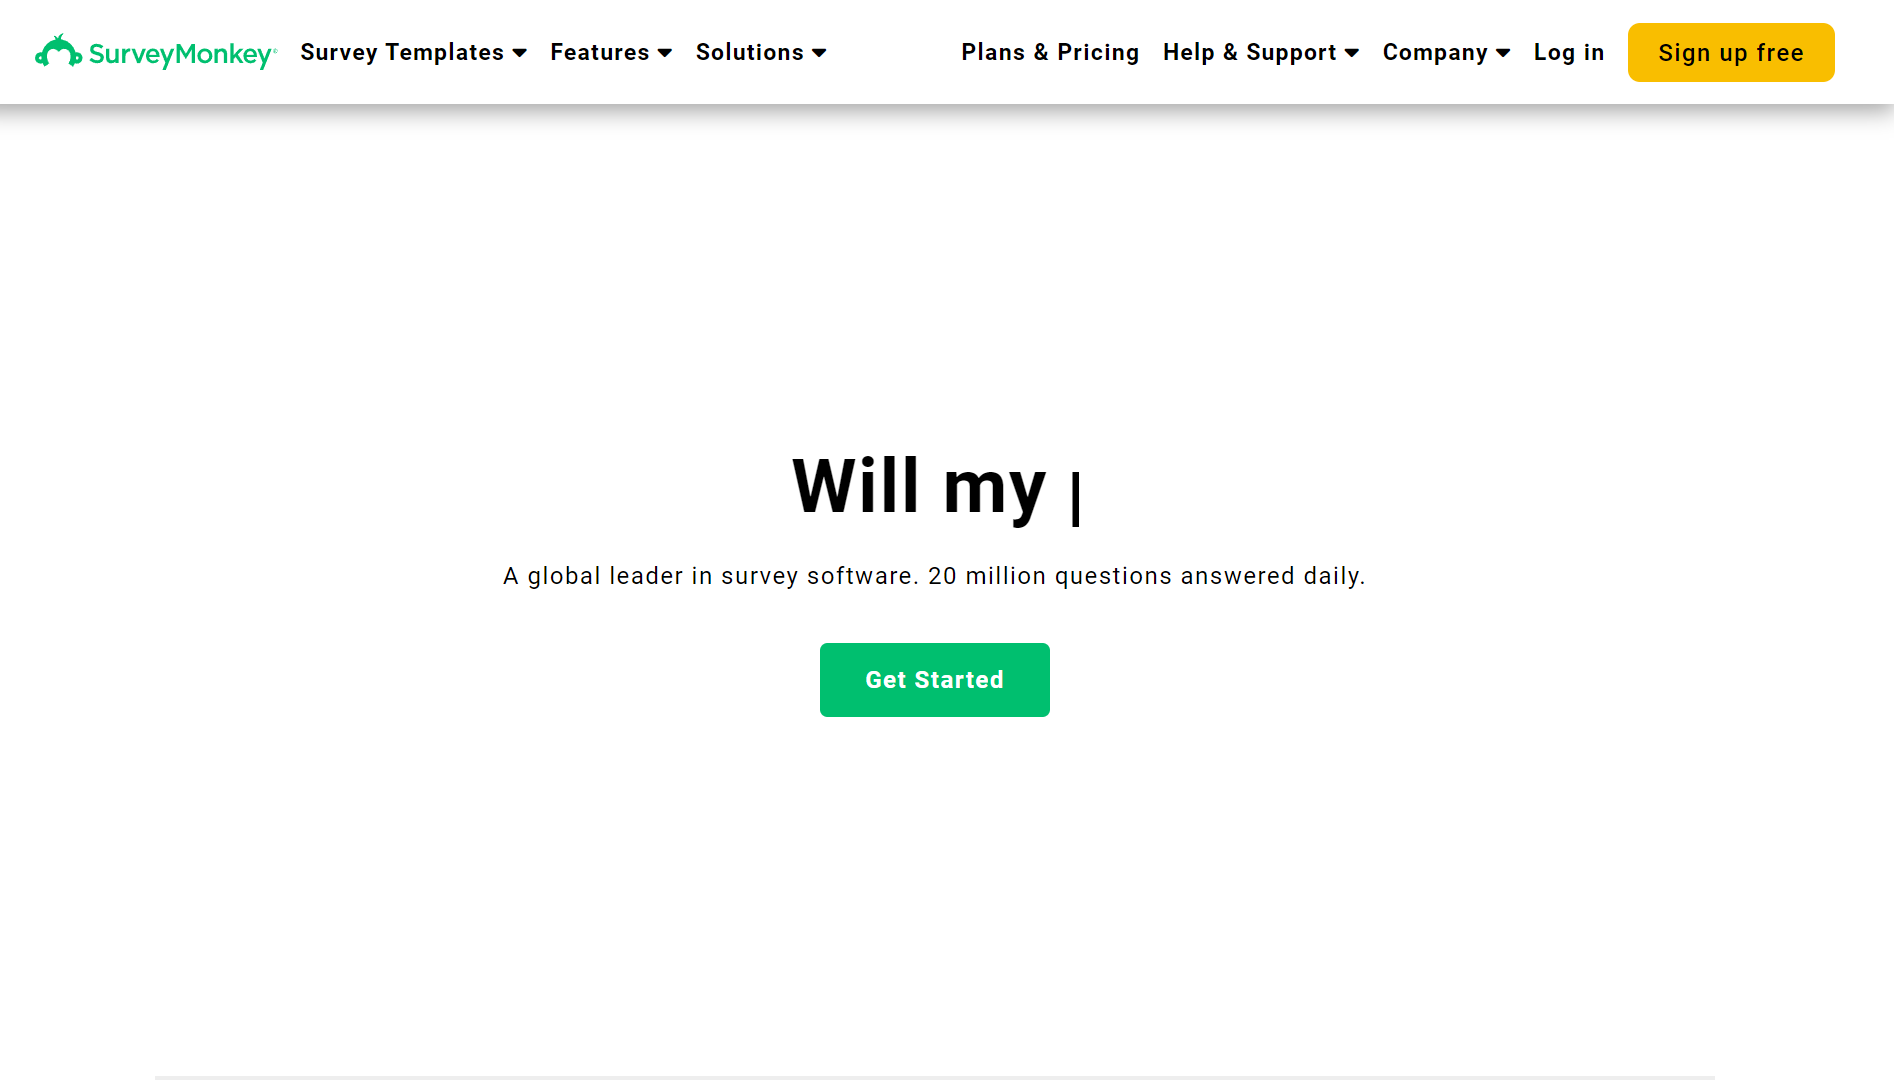 SurveyMonkey®
Survey Templates
Features
Solutions
Plans & Pricing
Help & Support
Company
Log in
Sign up free
Will my |
A global leader in survey software. 20 million questions answered daily.
Get Started